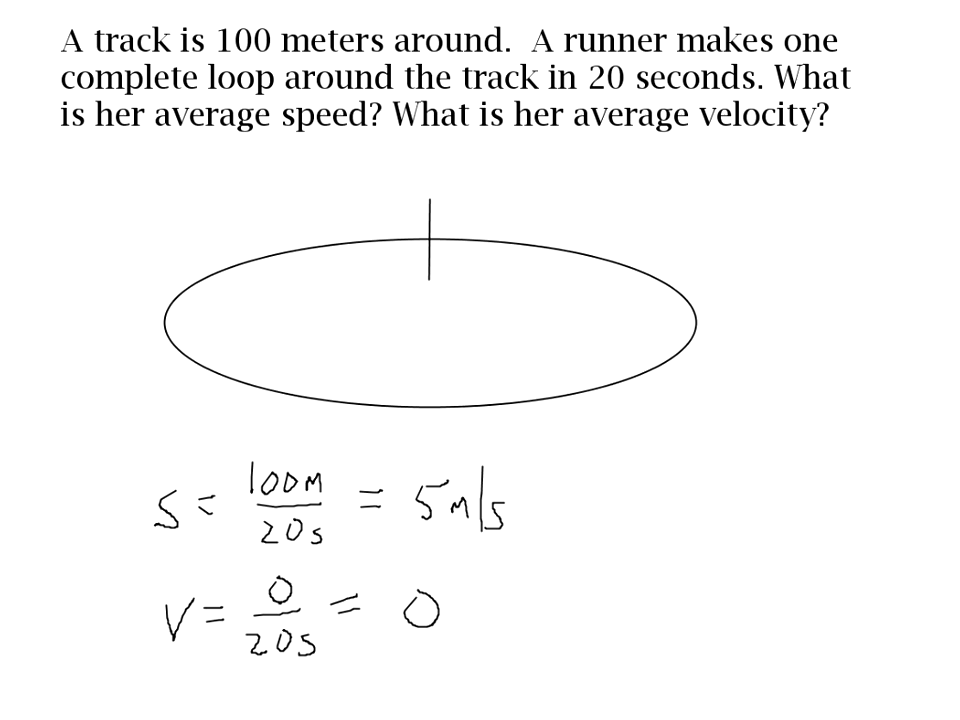 A track is 100 meters around.  A runner makes one
complete loop around the track in 20 seconds. What
is her average speed? What is her average velocity?
S = 100m/20s = 5m/s
V = 0/20s = 0